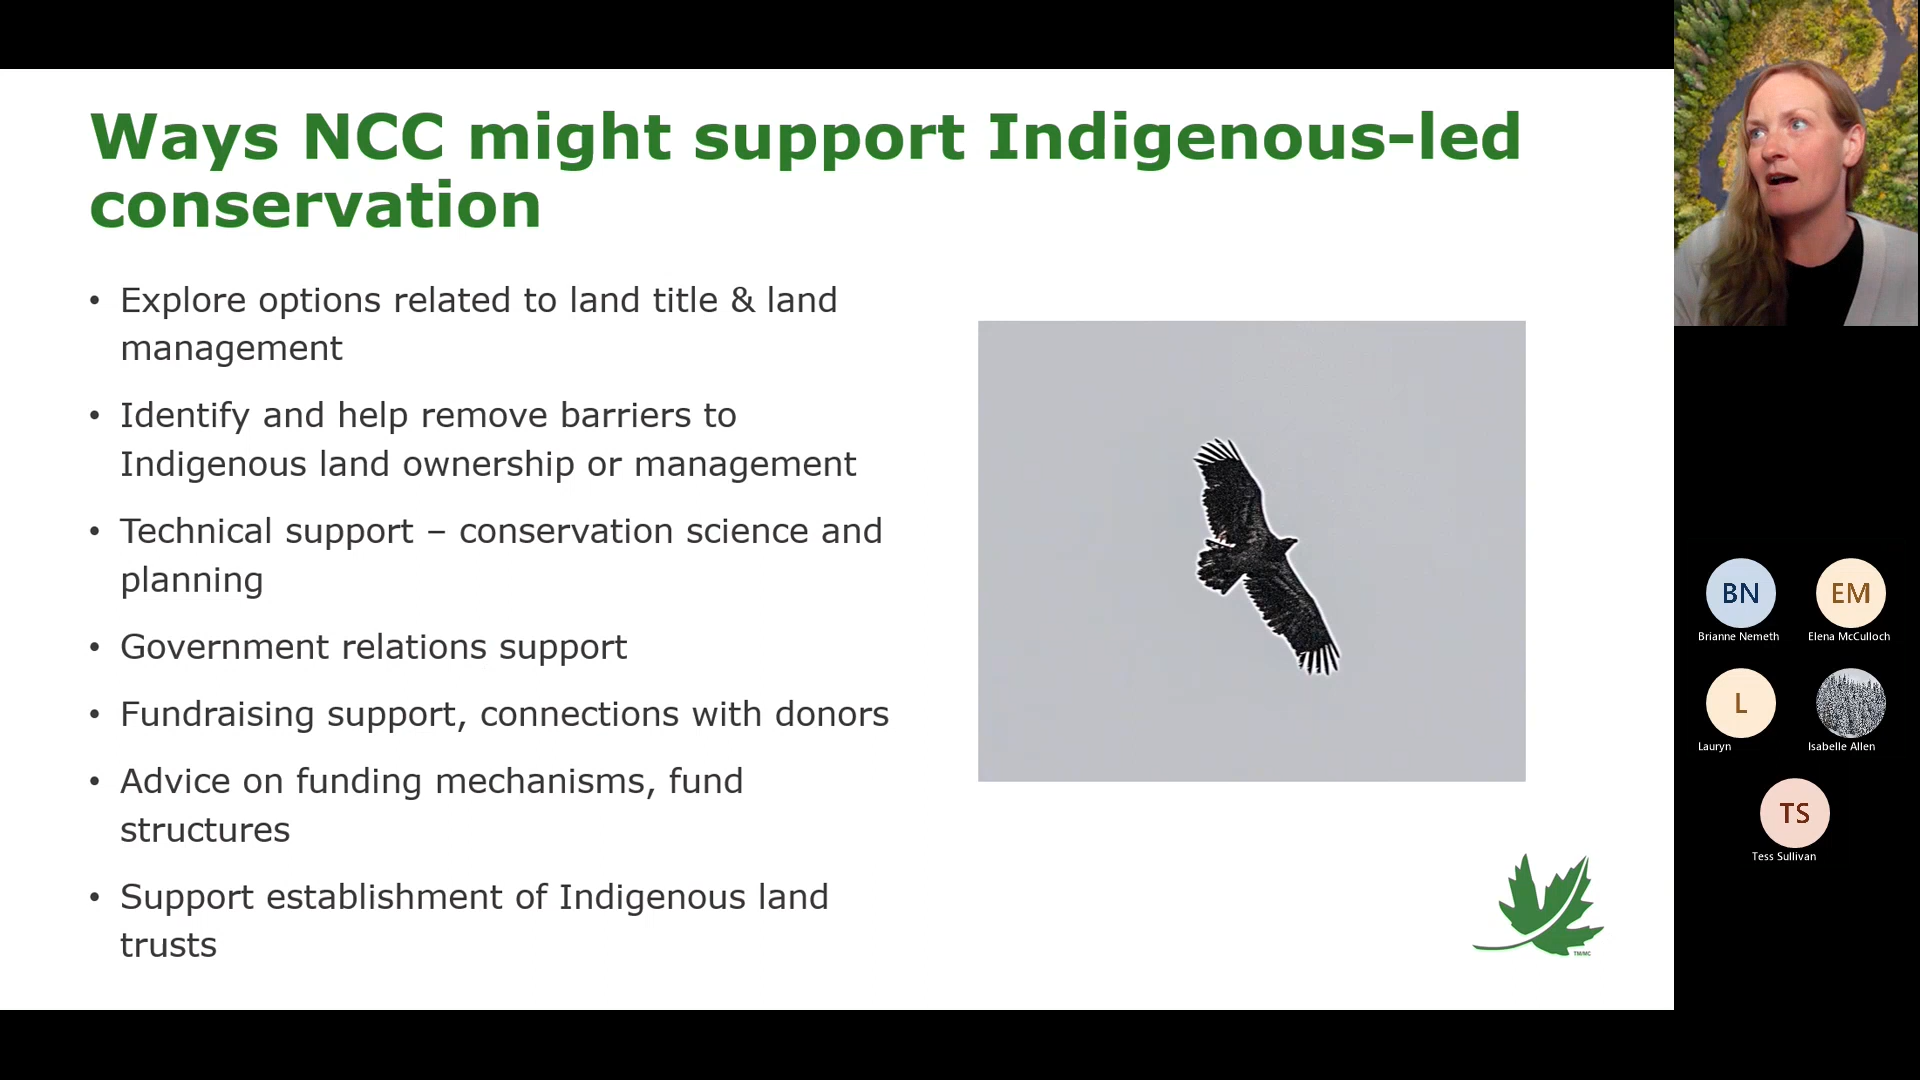 Ways NCC might support Indigenous-led
conservation
• Explore options related to land title & land
management
• Identify and help remove barriers to
Indigenous land ownership or management
• Technical support – conservation science and
planning
• Government relations support
• Fundraising support, connections with donors
• Advice on funding mechanisms, fund
structures
• Support establishment of Indigenous land
trusts
TM/MC
BN
Brianne Nemeth
EM
Elena McCulloch
L
Lauryn
Isabelle Allen
TS
Tess Sullivan